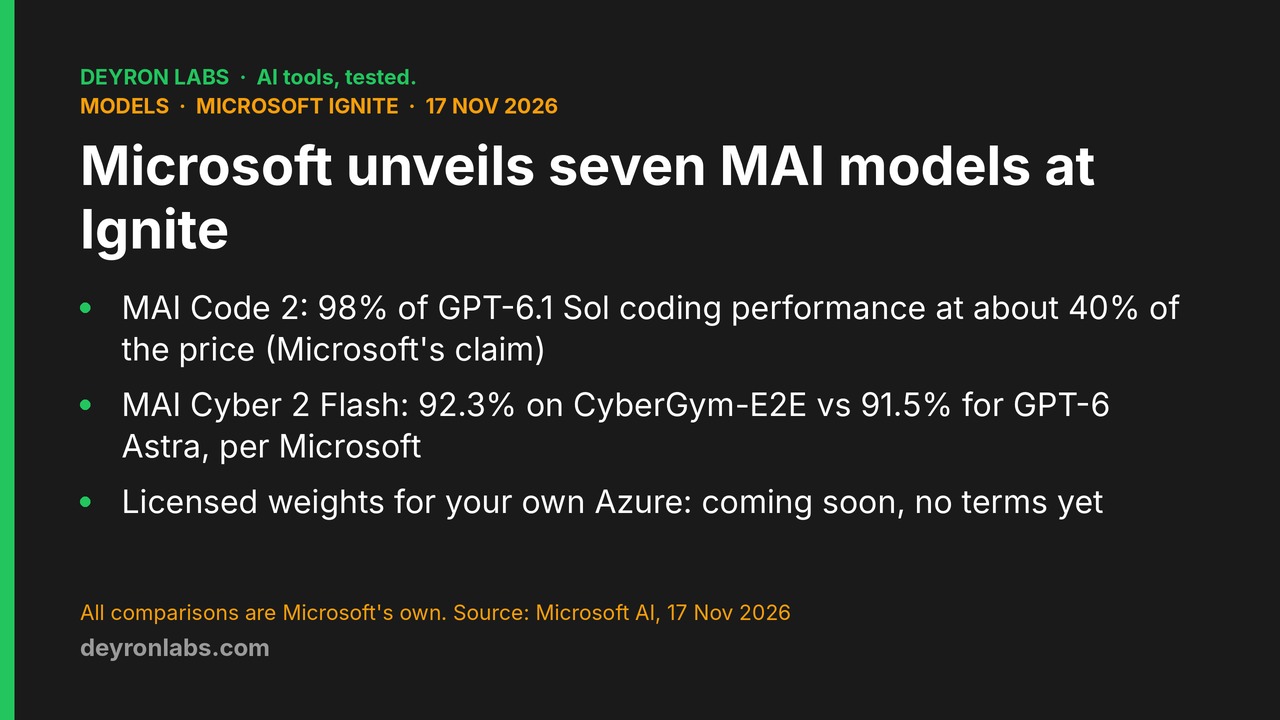 DEYRON LABS · AI tools, tested.
MODELS · MICROSOFT IGNITE · 17 NOV 2026
Microsoft unveils seven MAI models at
Ignite
• MAI Code 2: 98% of GPT-6.1 Sol coding performance at about 40% of
the price (Microsoft's claim)
• MAI Cyber 2 Flash: 92.3% on CyberGym-E2E vs 91.5% for GPT-6
Astra, per Microsoft
• Licensed weights for your own Azure: coming soon, no terms yet
All comparisons are Microsoft's own. Source: Microsoft AI, 17 Nov 2026
deyronlabs.com